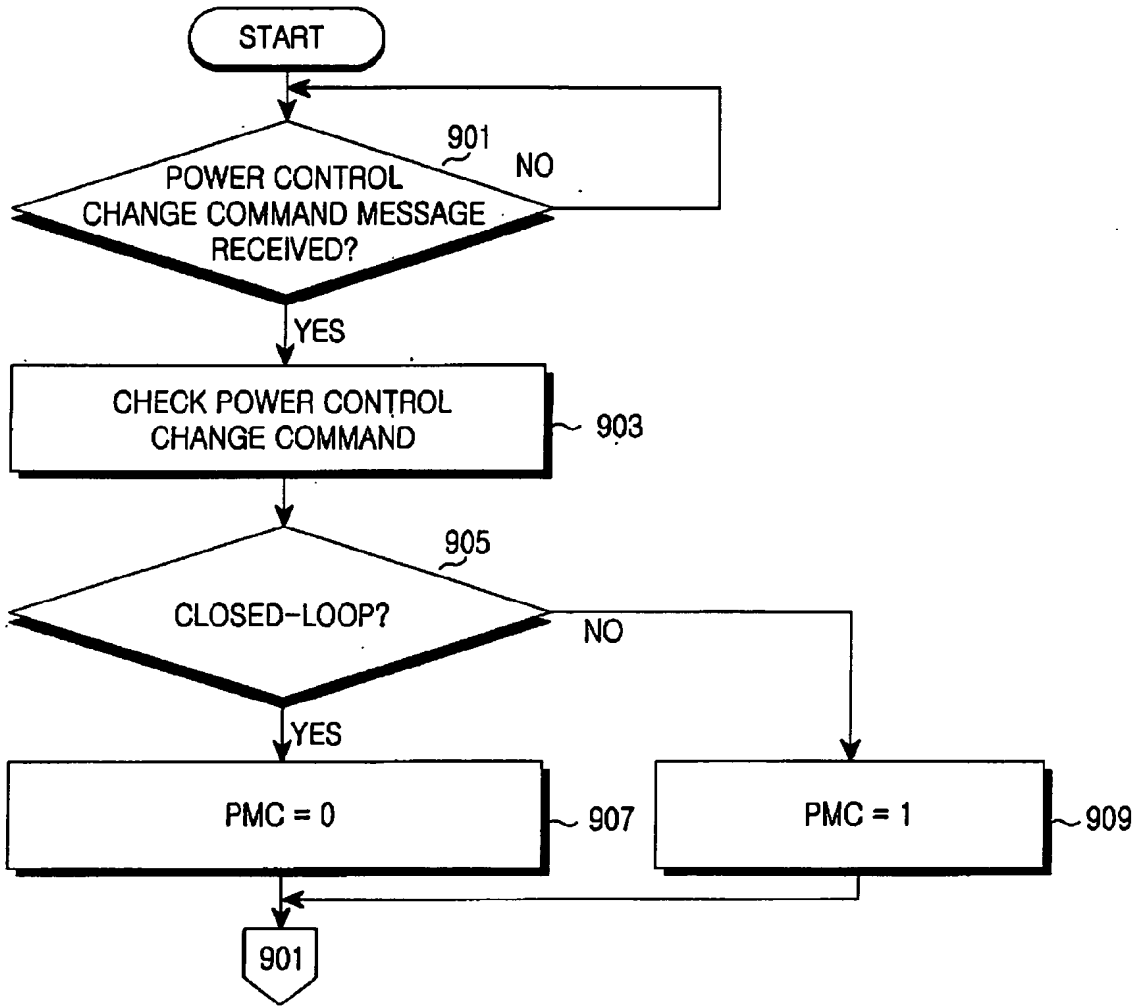 START
901
NO
POWER CONTROL
CHANGE COMMAND MESSAGE
RECEIVED?
YES
CHECK POWER CONTROL
CHANGE COMMAND
903
905
CLOSED-LOOP?
NO
YES
PMC = 0
907
PMC = 1
909
901